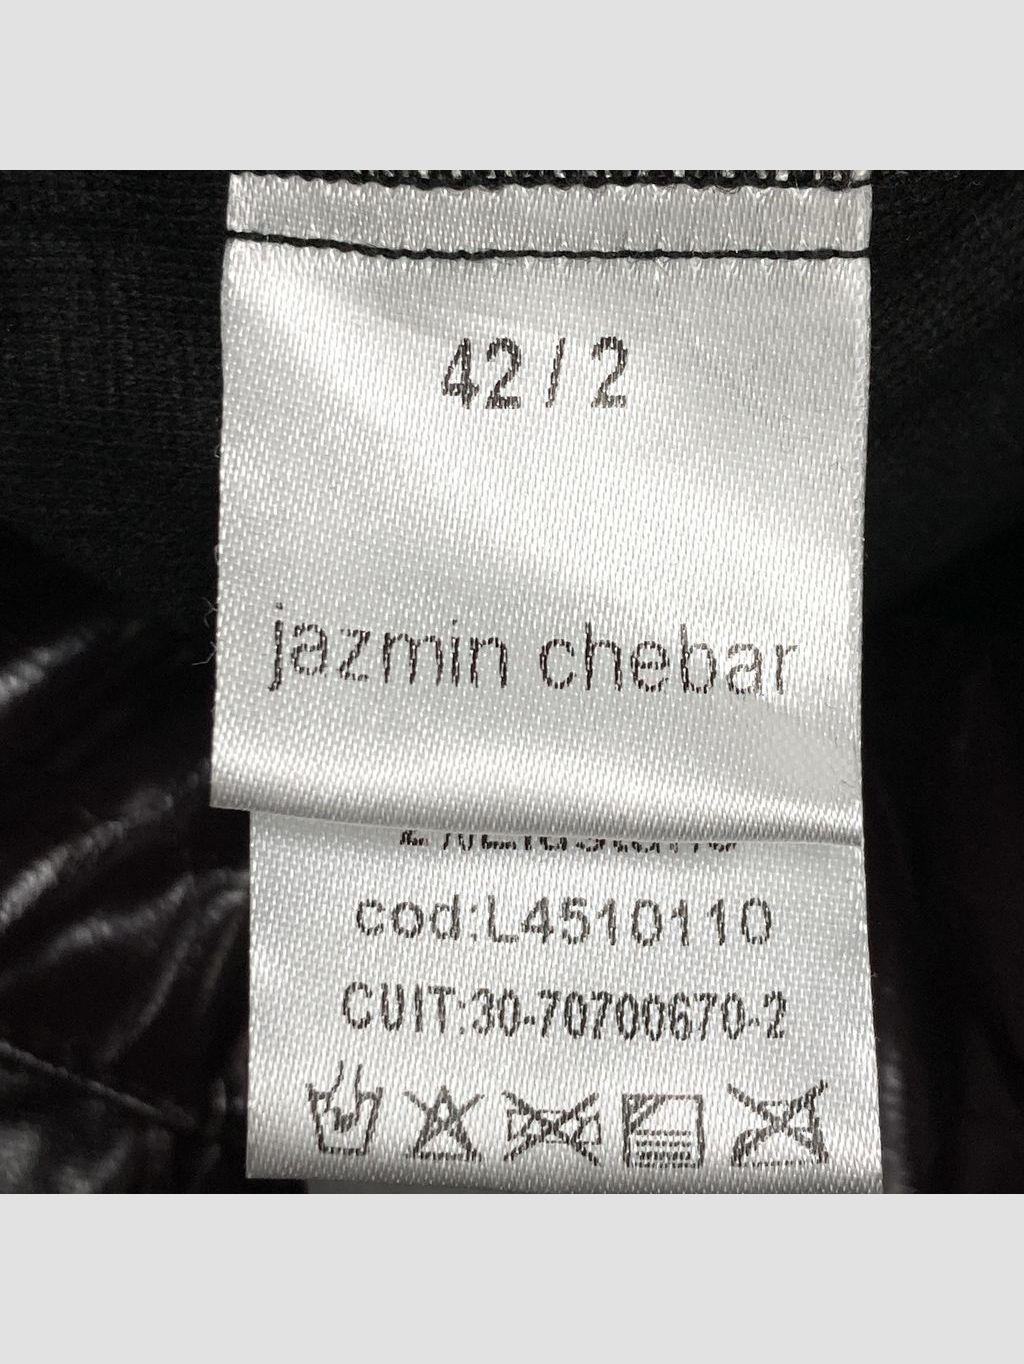 42 / 2
jazmin chebar
cod:L4510110
CUIT:30-70700670-2